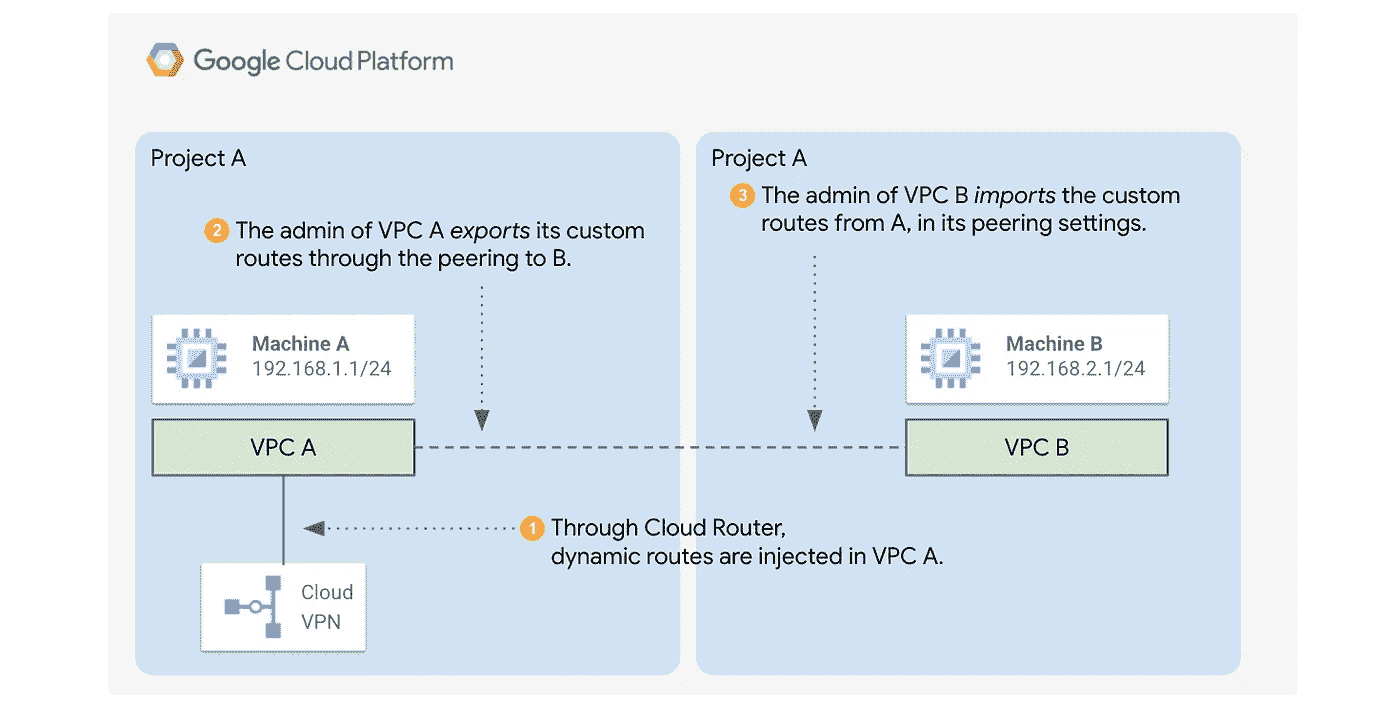 Google Cloud Platform
Project A
2 The admin of VPC A exports its custom
routes through the peering to B.
Machine A
192.168.1.1/24
VPC A
Cloud
VPN
1 Through Cloud Router,
dynamic routes are injected in VPC A.
Project A
3 The admin of VPC B imports the custom
routes from A, in its peering settings.
Machine B
192.168.2.1/24
VPC B